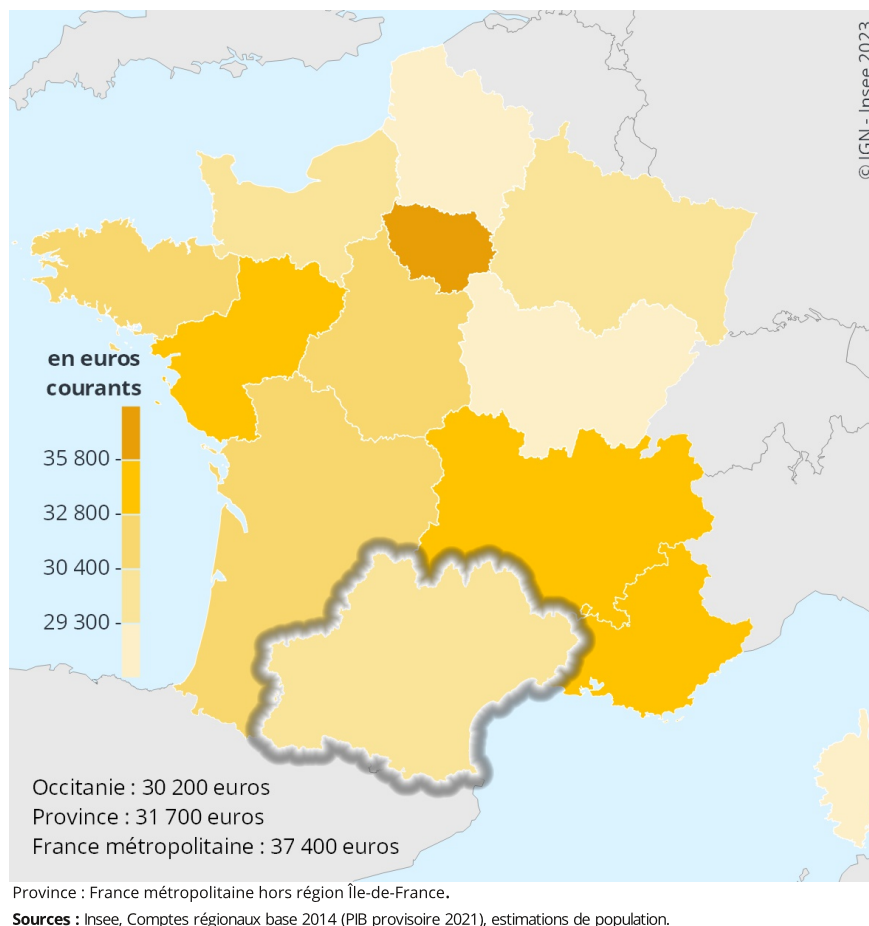 © IGN - Insee 2023
en euros
courants
35 800
32 800
30 400
29 300
Occitanie : 30 200 euros
Province : 31 700 euros
France métropolitaine : 37 400 euros
Province : France métropolitaine hors région Île-de-France.
Sources : Insee, Comptes régionaux base 2014 (PIB provisoire 2021), estimations de population.